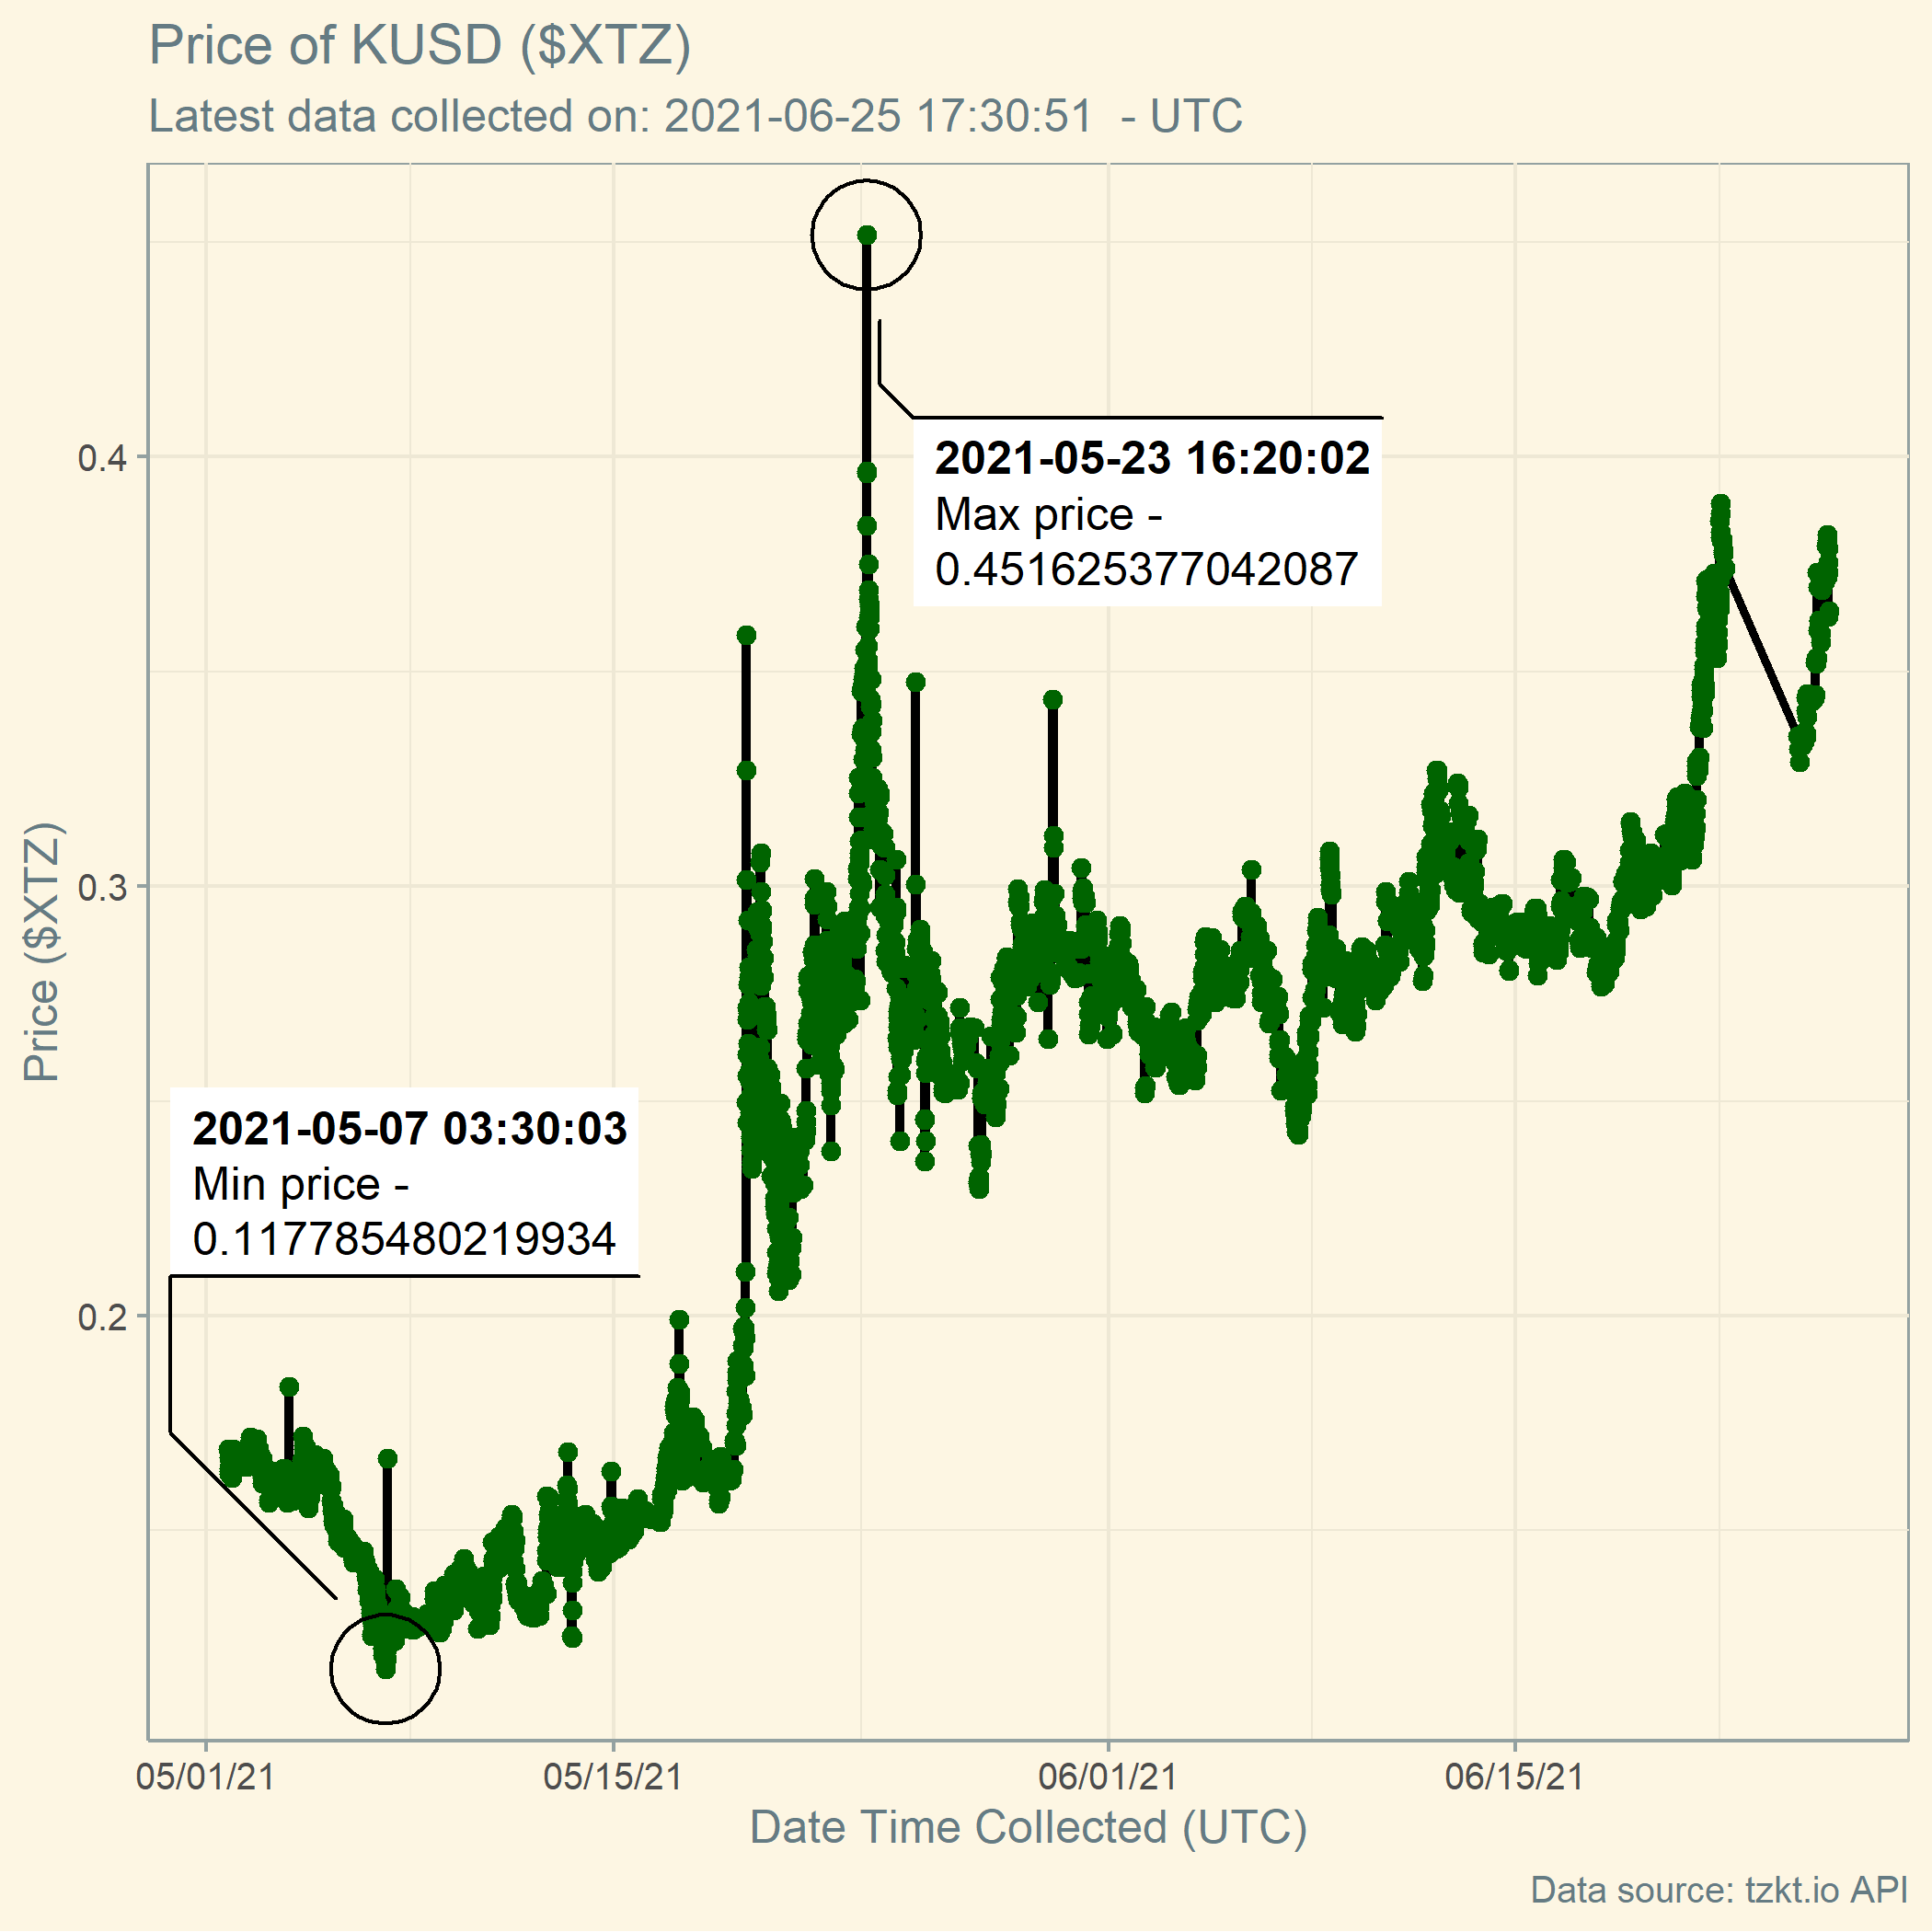 Price of KUSD ($XTZ)
Latest data collected on: 2021-06-25 17:30:51  - UTC
2021-05-23 16:20:02
Max price -
0.451625377042087
2021-05-07 03:30:03
Min price -
0.117785480219934
Price ($XTZ)
0.4
0.3
0.2
05/01/21
05/15/21
06/01/21
06/15/21
Date Time Collected (UTC)
Data source: tzkt.io API